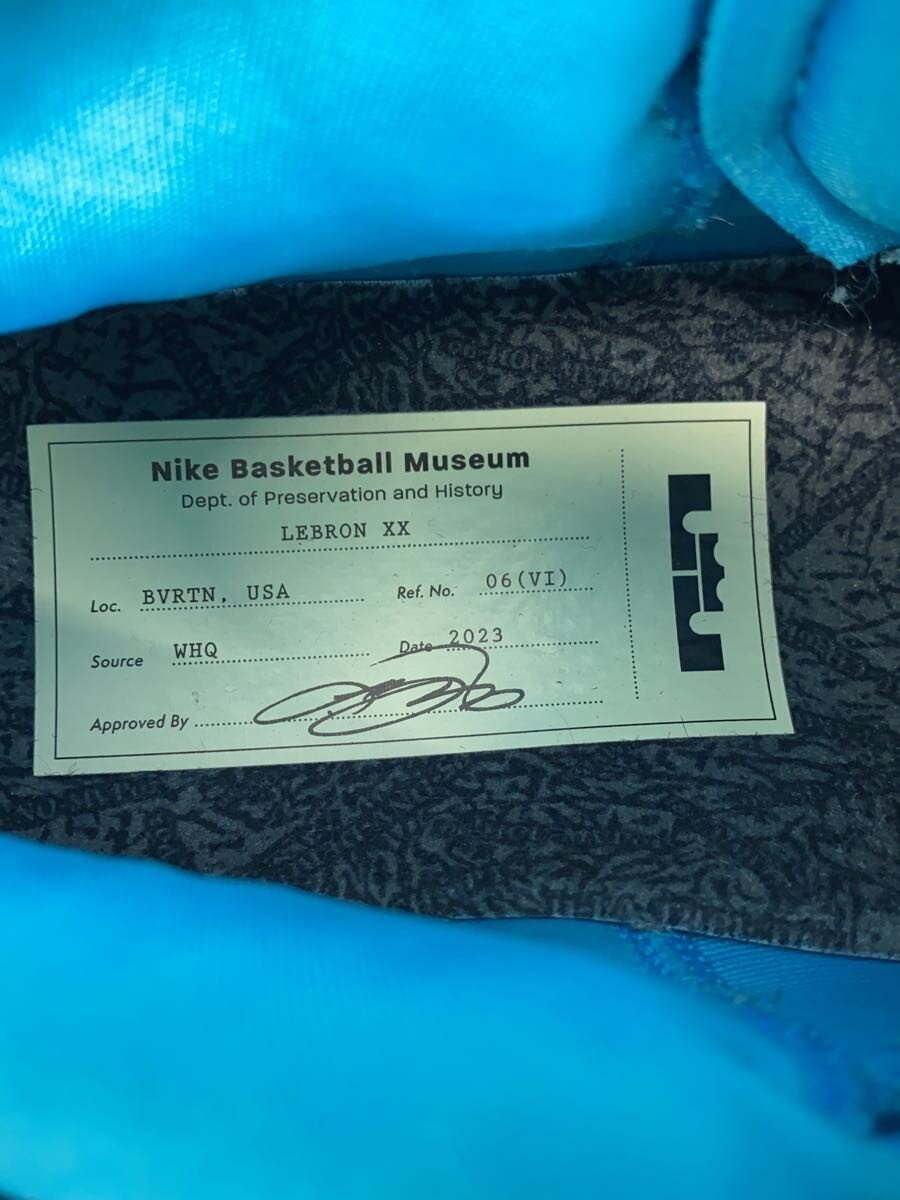 Nike Basketball Museum
Dept. of Preservation and History
LEBRON XX
Loc. BVRTN, USA Ref. No. 06(VI)
Source WHQ Date 2023
Approved By